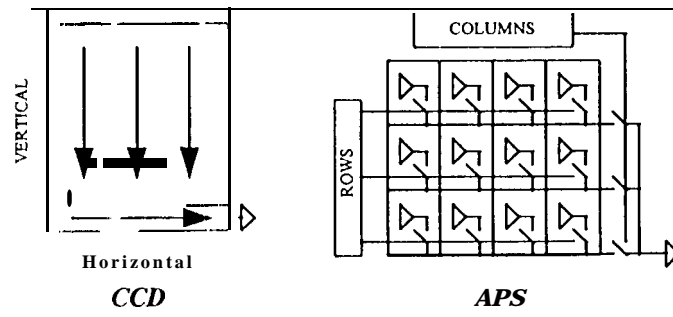 VERTICAL
Horizontal
CCD
COLUMNS
ROWS
APS